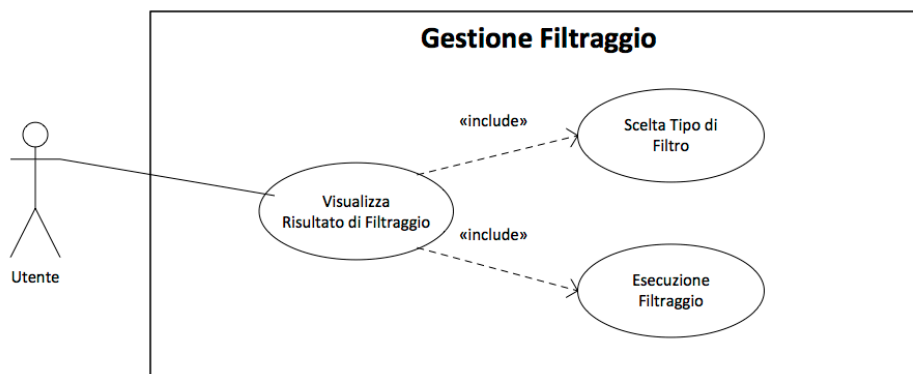 Gestione Filtraggio
«include»
Scelta Tipo di
Filtro
Visualizza
Risultato di Filtraggio
«include»
Utente
Esecuzione
Filtraggio